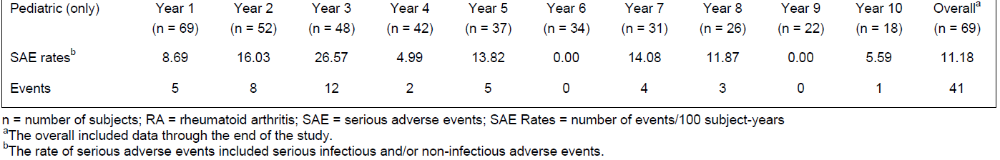 Pediatric (only) Year 1 Year 2 Year 3 Year 4 Year 5 Year 6 Year 7 Year 8 Year 9 Year 10 Overallᵃ
(n = 69) (n = 52) (n = 48) (n = 42) (n = 37) (n = 34) (n = 31) (n = 26) (n = 22) (n = 18) (n = 69)
SAE ratesᵇ 8.69 16.03 26.57 4.99 13.82 0.00 14.08 11.87 0.00 5.59 11.18
Events 5 8 12 2 5 0 4 3 0 1 41
n = number of subjects; RA = rheumatoid arthritis; SAE = serious adverse events; SAE Rates = number of events/100 subject-years
ᵃThe overall included data through the end of the study.
ᵇThe rate of serious adverse events included serious infectious and/or non-infectious adverse events.